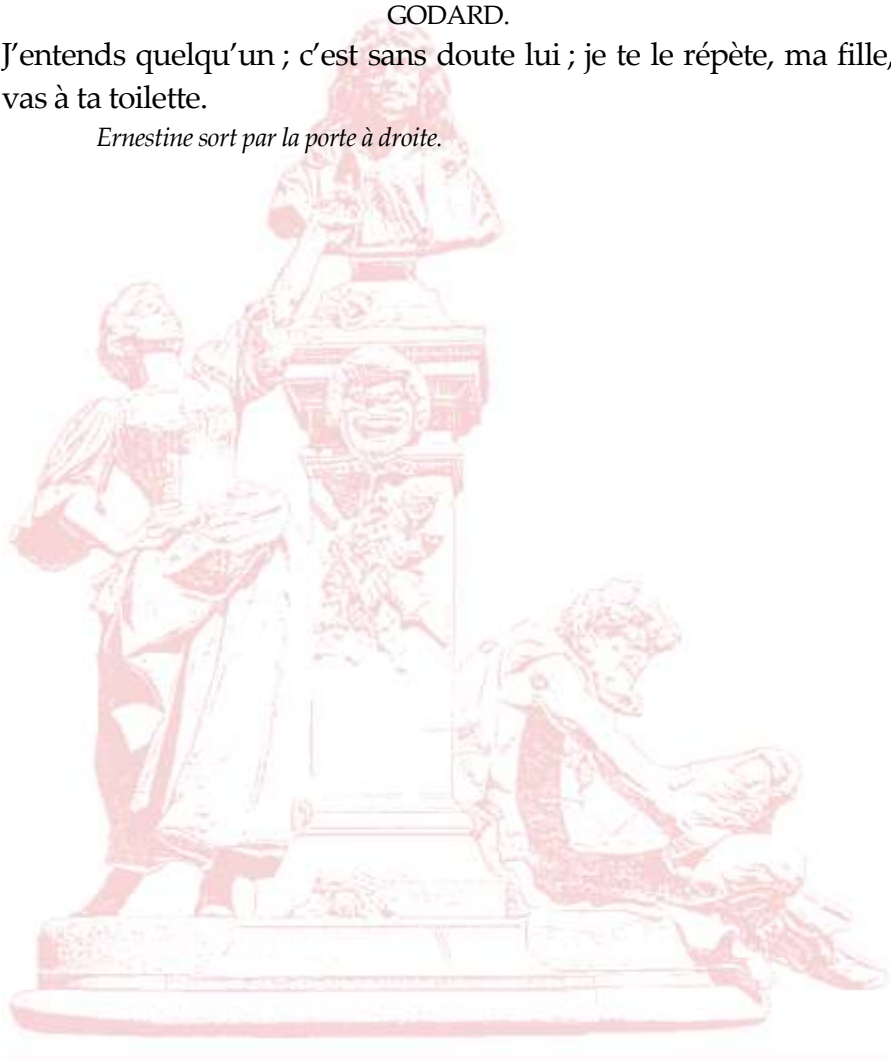 GODARD.
J’entends quelqu’un ; c’est sans doute lui ; je te le répète, ma fille,
vas à ta toilette.
Ernestine sort par la porte à droite.